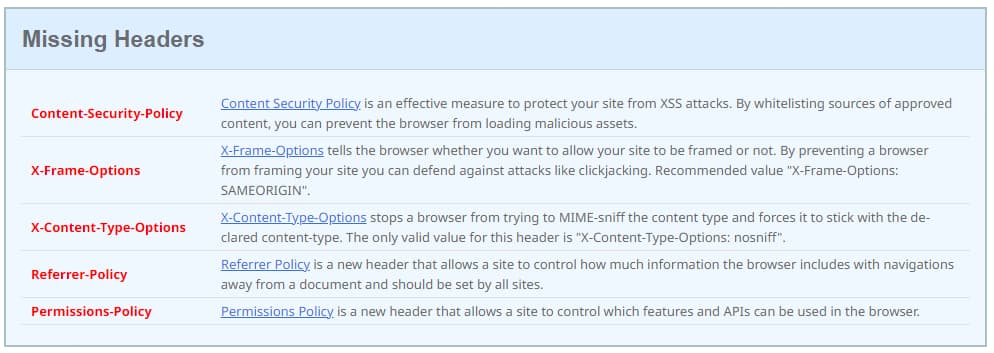 Missing Headers
Content-Security-Policy
Content Security Policy is an effective measure to protect your site from XSS attacks. By whitelisting sources of approved
content, you can prevent the browser from loading malicious assets.
X-Frame-Options
X-Frame-Options tells the browser whether you want to allow your site to be framed or not. By preventing a browser
from framing your site you can defend against attacks like clickjacking. Recommended value "X-Frame-Options:
SAMEORIGIN".
X-Content-Type-Options
X-Content-Type-Options stops a browser from trying to MIME-sniff the content type and forces it to stick with the de-
clared content-type. The only valid value for this header is "X-Content-Type-Options: nosniff".
Referrer-Policy
Referrer Policy is a new header that allows a site to control how much information the browser includes with navigations
away from a document and should be set by all sites.
Permissions-Policy
Permissions Policy is a new header that allows a site to control which features and APIs can be used in the browser.